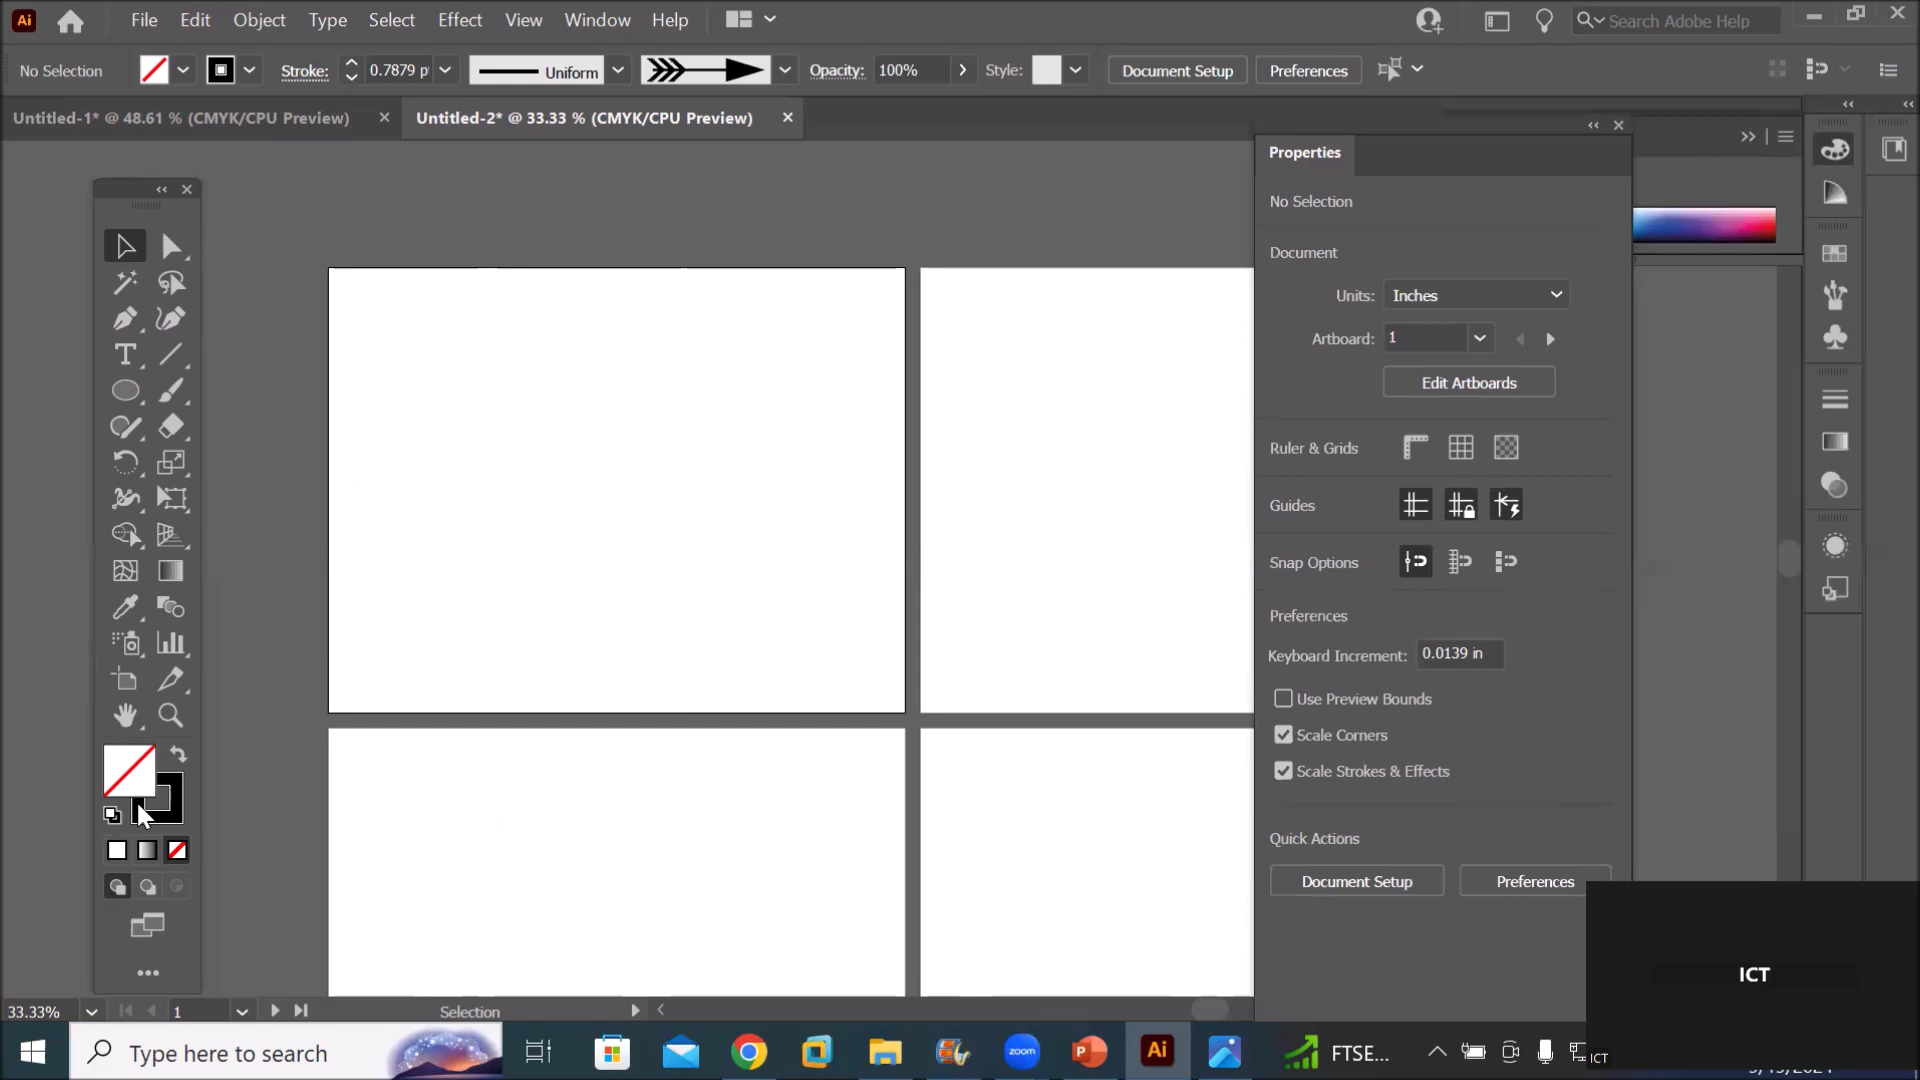 Ai File Edit Object Type Select Effect View Window Help Search Adobe Help
No Selection Stroke: 0.7879 p Uniform Opacity: 100% Style: Document Setup Preferences
Untitled-1* @ 48.61 % (CMYK/CPU Preview) Untitled-2* @ 33.33 % (CMYK/CPU Preview)
Properties
No Selection
Document
Units: Inches
Artboard: 1
Edit Artboards
Ruler & Grids
Guides
Snap Options
Preferences
Keyboard Increment: 0.0139 in
Use Preview Bounds
Scale Corners
Scale Strokes & Effects
Quick Actions
Document Setup Preferences
ICT
33.33% 1 Selection
Type here to search zoom P Ai FTSE... ICT